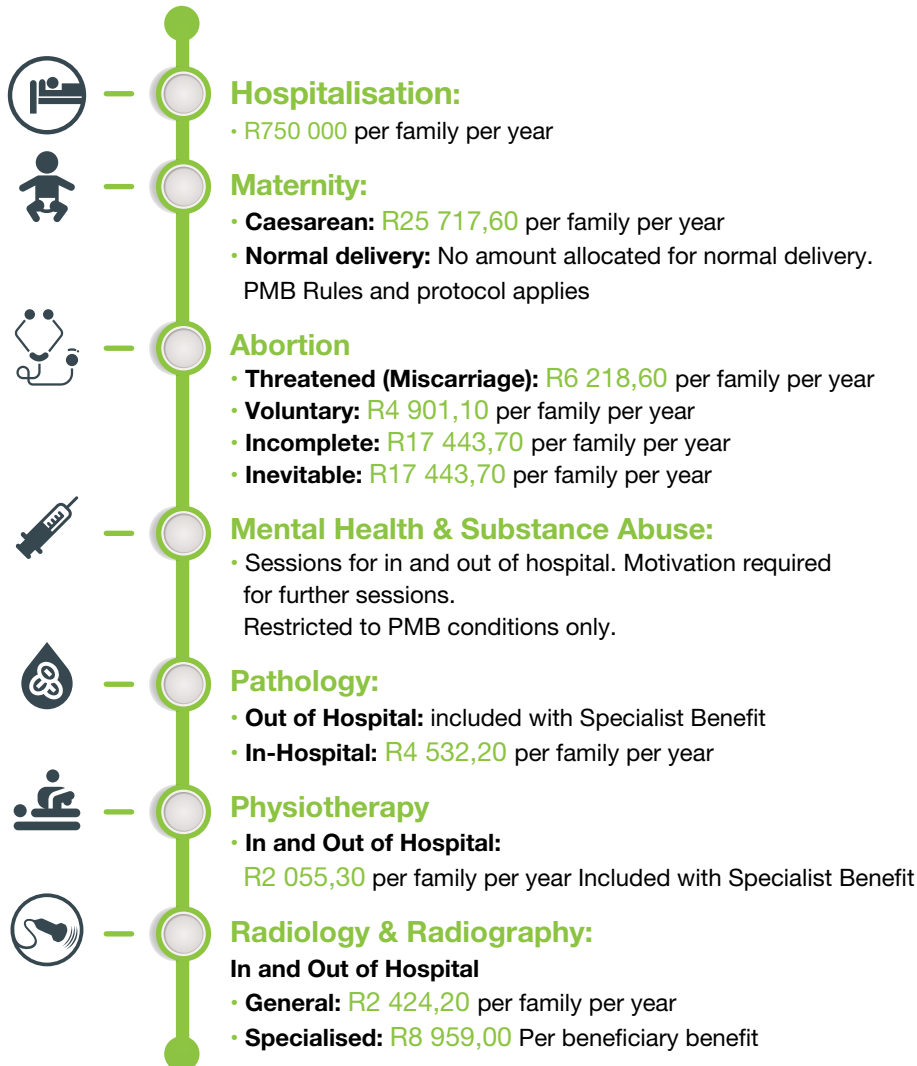 Hospitalisation:
• R750 000 per family per year
Maternity:
• Caesarean: R25 717,60 per family per year
• Normal delivery: No amount allocated for normal delivery.
PMB Rules and protocol applies
Abortion
• Threatened (Miscarriage): R6 218,60 per family per year
• Voluntary: R4 901,10 per family per year
• Incomplete: R17 443,70 per family per year
• Inevitable: R17 443,70 per family per year
Mental Health & Substance Abuse:
• Sessions for in and out of hospital. Motivation required
for further sessions.
Restricted to PMB conditions only.
Pathology:
• Out of Hospital: included with Specialist Benefit
• In-Hospital: R4 532,20 per family per year
Physiotherapy
• In and Out of Hospital:
R2 055,30 per family per year Included with Specialist Benefit
Radiology & Radiography:
In and Out of Hospital
• General: R2 424,20 per family per year
• Specialised: R8 959,00 Per beneficiary benefit